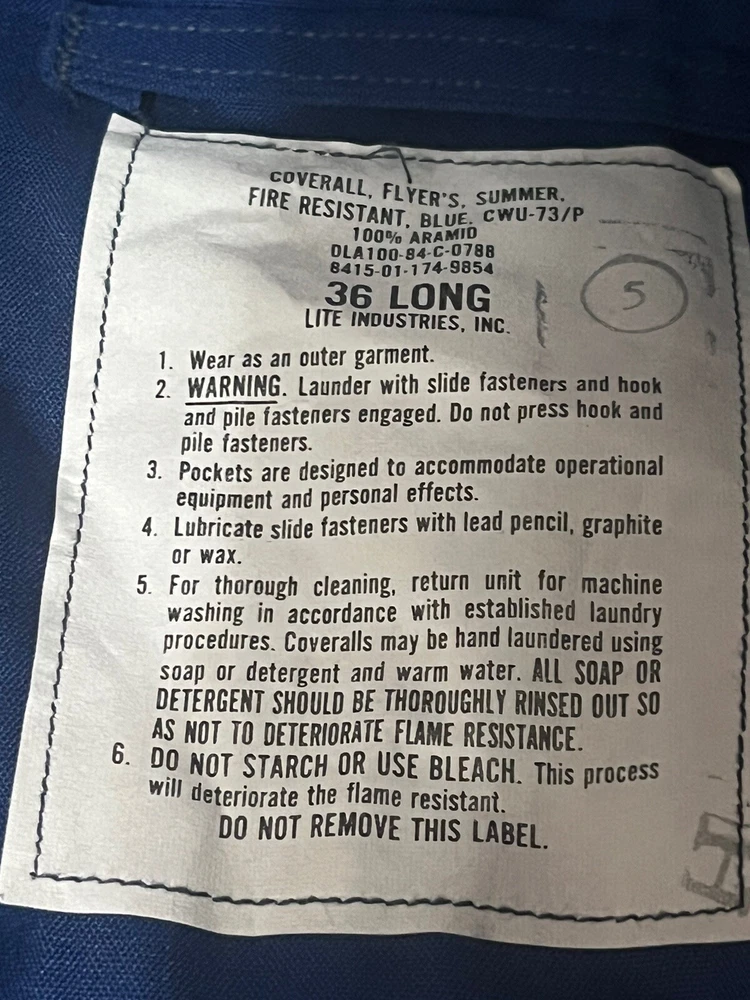 COVERALL, FLYER'S, SUMMER,
FIRE RESISTANT, BLUE. CWU-73/P
100% ARAMID
DLA100-84-C-0788
8415-01-174-9854
36 LONG
LITE INDUSTRIES, INC.
5
1. Wear as an outer garment.
2. WARNING. Launder with slide fasteners and hook
and pile fasteners engaged. Do not press hook and
pile fasteners.
3. Pockets are designed to accommodate operational
equipment and personal effects.
4. Lubricate slide fasteners with lead pencil, graphite
or wax.
5. For thorough cleaning, return unit for machine
washing in accordance with established laundry
procedures. Coveralls may be hand laundered using
soap or detergent and warm water. ALL SOAP OR
DETERGENT SHOULD BE THOROUGHLY RINSED OUT SO
AS NOT TO DETERIORATE FLAME RESISTANCE.
6. DO NOT STARCH OR USE BLEACH. This process
will deteriorate the flame resistant.
DO NOT REMOVE THIS LABEL.